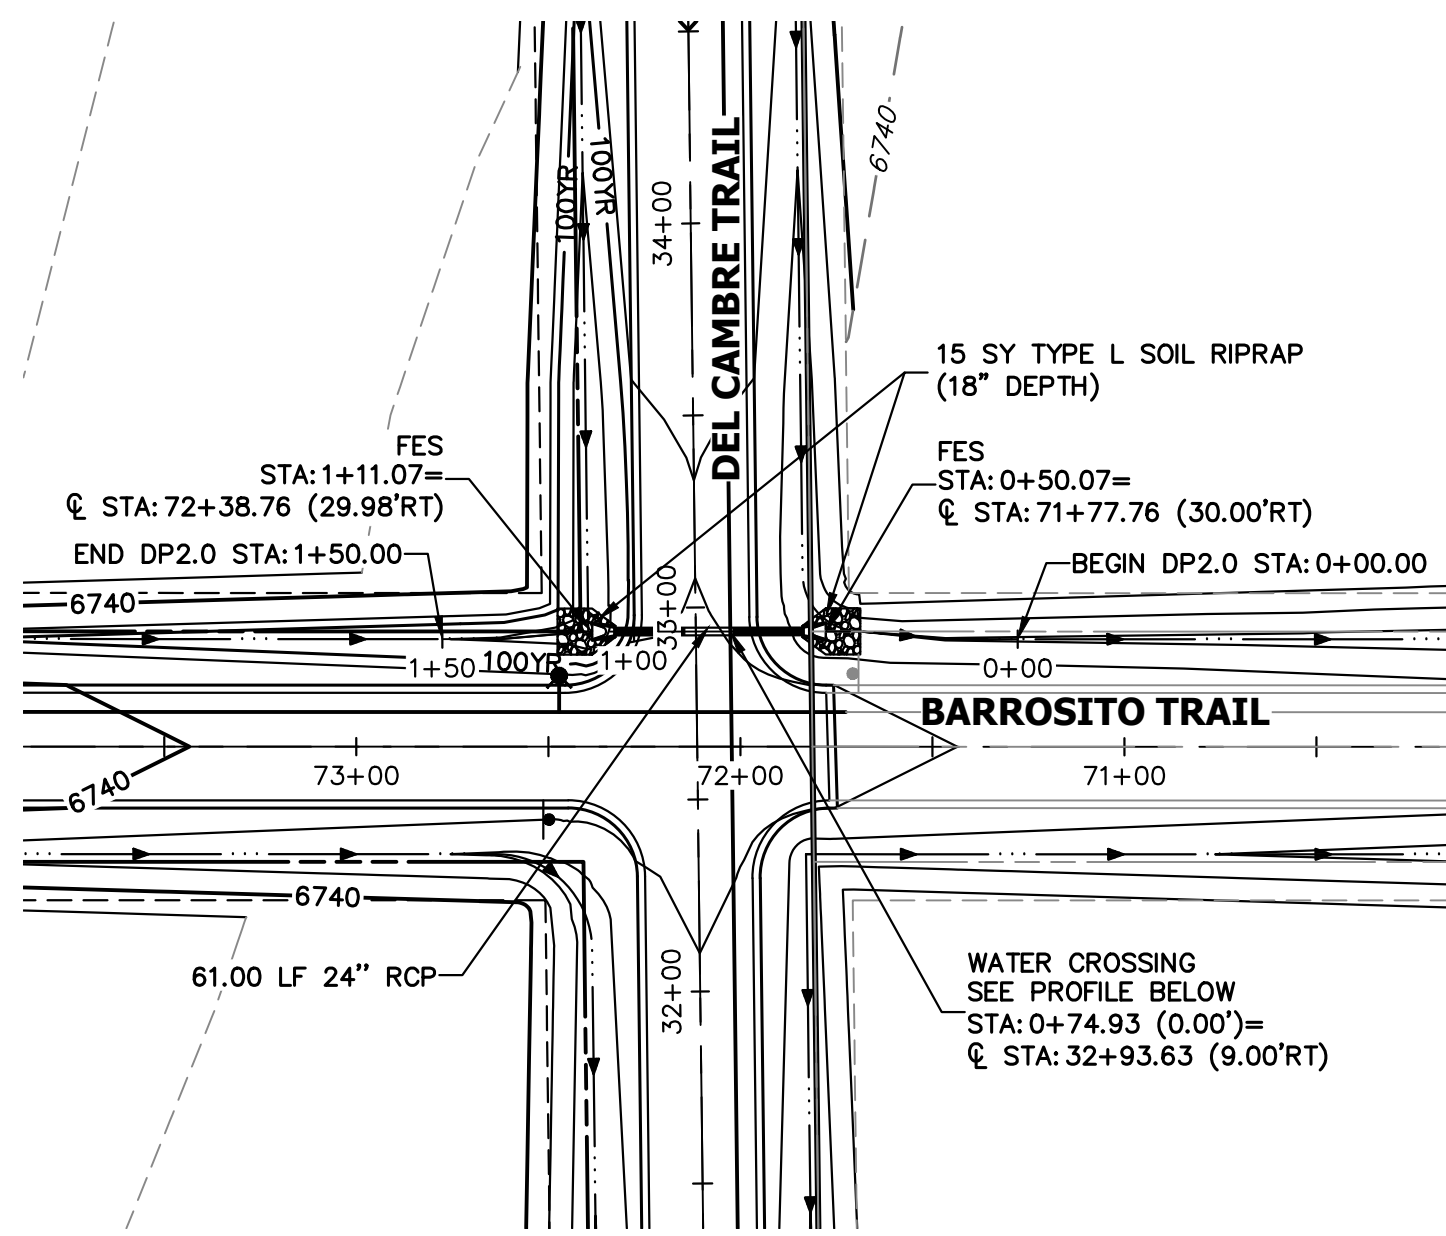 6740
100YR
100YR
34+00
DEL CAMBRE TRAIL
15 SY TYPE L SOIL RIPRAP
(18" DEPTH)
FES
STA:1+11.07=
℄ STA:72+38.76 (29.98'RT)
END DP2.0 STA:1+50.00
FES
STA:0+50.07=
℄ STA:71+77.76 (30.00'RT)
BEGIN DP2.0 STA:0+00.00
6740
33+00
1+50
100YR
1+00
0+00
BARROSITO TRAIL
73+00
72+00
71+00
6740
6740
61.00 LF 24" RCP
32+00
WATER CROSSING
SEE PROFILE BELOW
STA:0+74.93 (0.00')=
℄ STA:32+93.63 (9.00'RT)